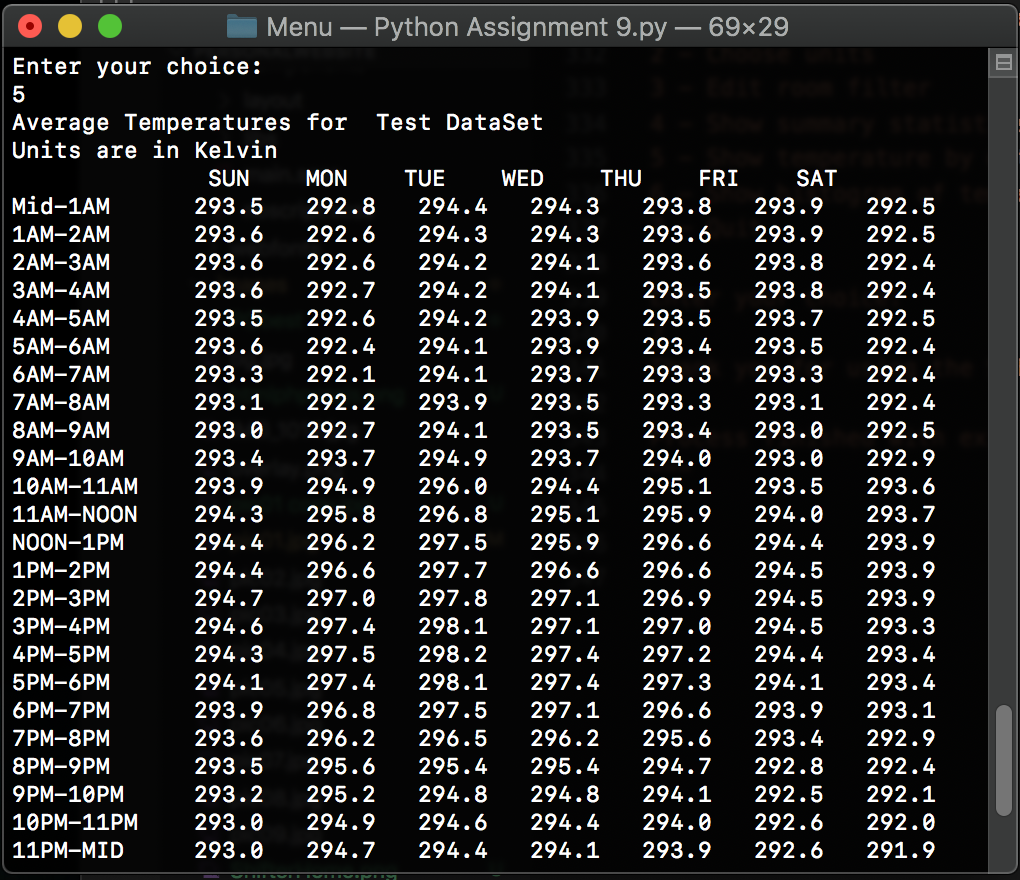 Menu — Python Assignment 9.py — 69×29
Enter your choice:
5
Average Temperatures for  Test DataSet
Units are in Kelvin
SUN MON TUE WED THU FRI SAT
Mid-1AM 293.5 292.8 294.4 294.3 293.8 293.9 292.5
1AM-2AM 293.6 292.6 294.3 294.3 293.6 293.9 292.5
2AM-3AM 293.6 292.6 294.2 294.1 293.6 293.8 292.4
3AM-4AM 293.6 292.7 294.2 294.1 293.5 293.8 292.4
4AM-5AM 293.5 292.6 294.2 293.9 293.5 293.7 292.5
5AM-6AM 293.6 292.4 294.1 293.9 293.4 293.5 292.4
6AM-7AM 293.3 292.1 294.1 293.7 293.3 293.3 292.4
7AM-8AM 293.1 292.2 293.9 293.5 293.3 293.1 292.4
8AM-9AM 293.0 292.7 294.1 293.5 293.4 293.0 292.5
9AM-10AM 293.4 293.7 294.9 293.7 294.0 293.0 292.9
10AM-11AM 293.9 294.9 296.0 294.4 295.1 293.5 293.6
11AM-NOON 294.3 295.8 296.8 295.1 295.9 294.0 293.7
NOON-1PM 294.4 296.2 297.5 295.9 296.6 294.4 293.9
1PM-2PM 294.4 296.6 297.7 296.6 296.6 294.5 293.9
2PM-3PM 294.7 297.0 297.8 297.1 296.9 294.5 293.9
3PM-4PM 294.6 297.4 298.1 297.1 297.0 294.5 293.3
4PM-5PM 294.3 297.5 298.2 297.4 297.2 294.4 293.4
5PM-6PM 294.1 297.4 298.1 297.4 297.3 294.1 293.4
6PM-7PM 293.9 296.8 297.5 297.1 296.6 293.9 293.1
7PM-8PM 293.6 296.2 296.5 296.2 295.6 293.4 292.9
8PM-9PM 293.5 295.6 295.4 295.4 294.7 292.8 292.4
9PM-10PM 293.2 295.2 294.8 294.8 294.1 292.5 292.1
10PM-11PM 293.0 294.9 294.6 294.4 294.0 292.6 292.0
11PM-MID 293.0 294.7 294.4 294.1 293.9 292.6 291.9